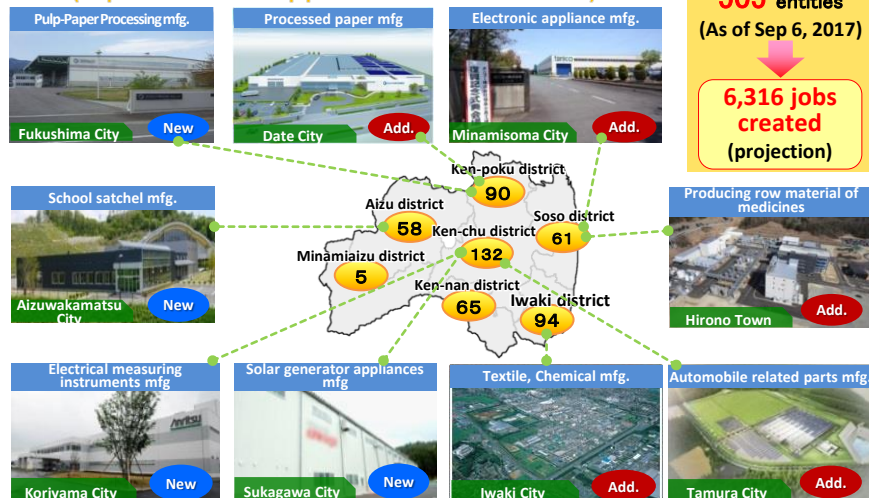 entities
(As of Sep 6, 2017)
6,316 jobs
created
(projection)
Pulp-Paper Processing mfg.
Fukushima City
New
Processed paper mfg
Date City
Add.
Electronic appliance mfg.
Minamisoma City
Add.
School satchel mfg.
Aizuwakamatsu
City
New
Ken-poku district
90
Aizu district
58
Soso district
61
Ken-chu district
132
Minamiaizu district
5
Ken-nan district
65
Iwaki district
94
Producing row material of
medicines
Hirono Town
Add.
Electrical measuring
instruments mfg
Anritsu
Koriyama City
New
Solar generator appliances
mfg
Sukagawa City
New
Textile, Chemical mfg.
Iwaki City
Add.
Automobile related parts mfg.
Tamura City
Add.